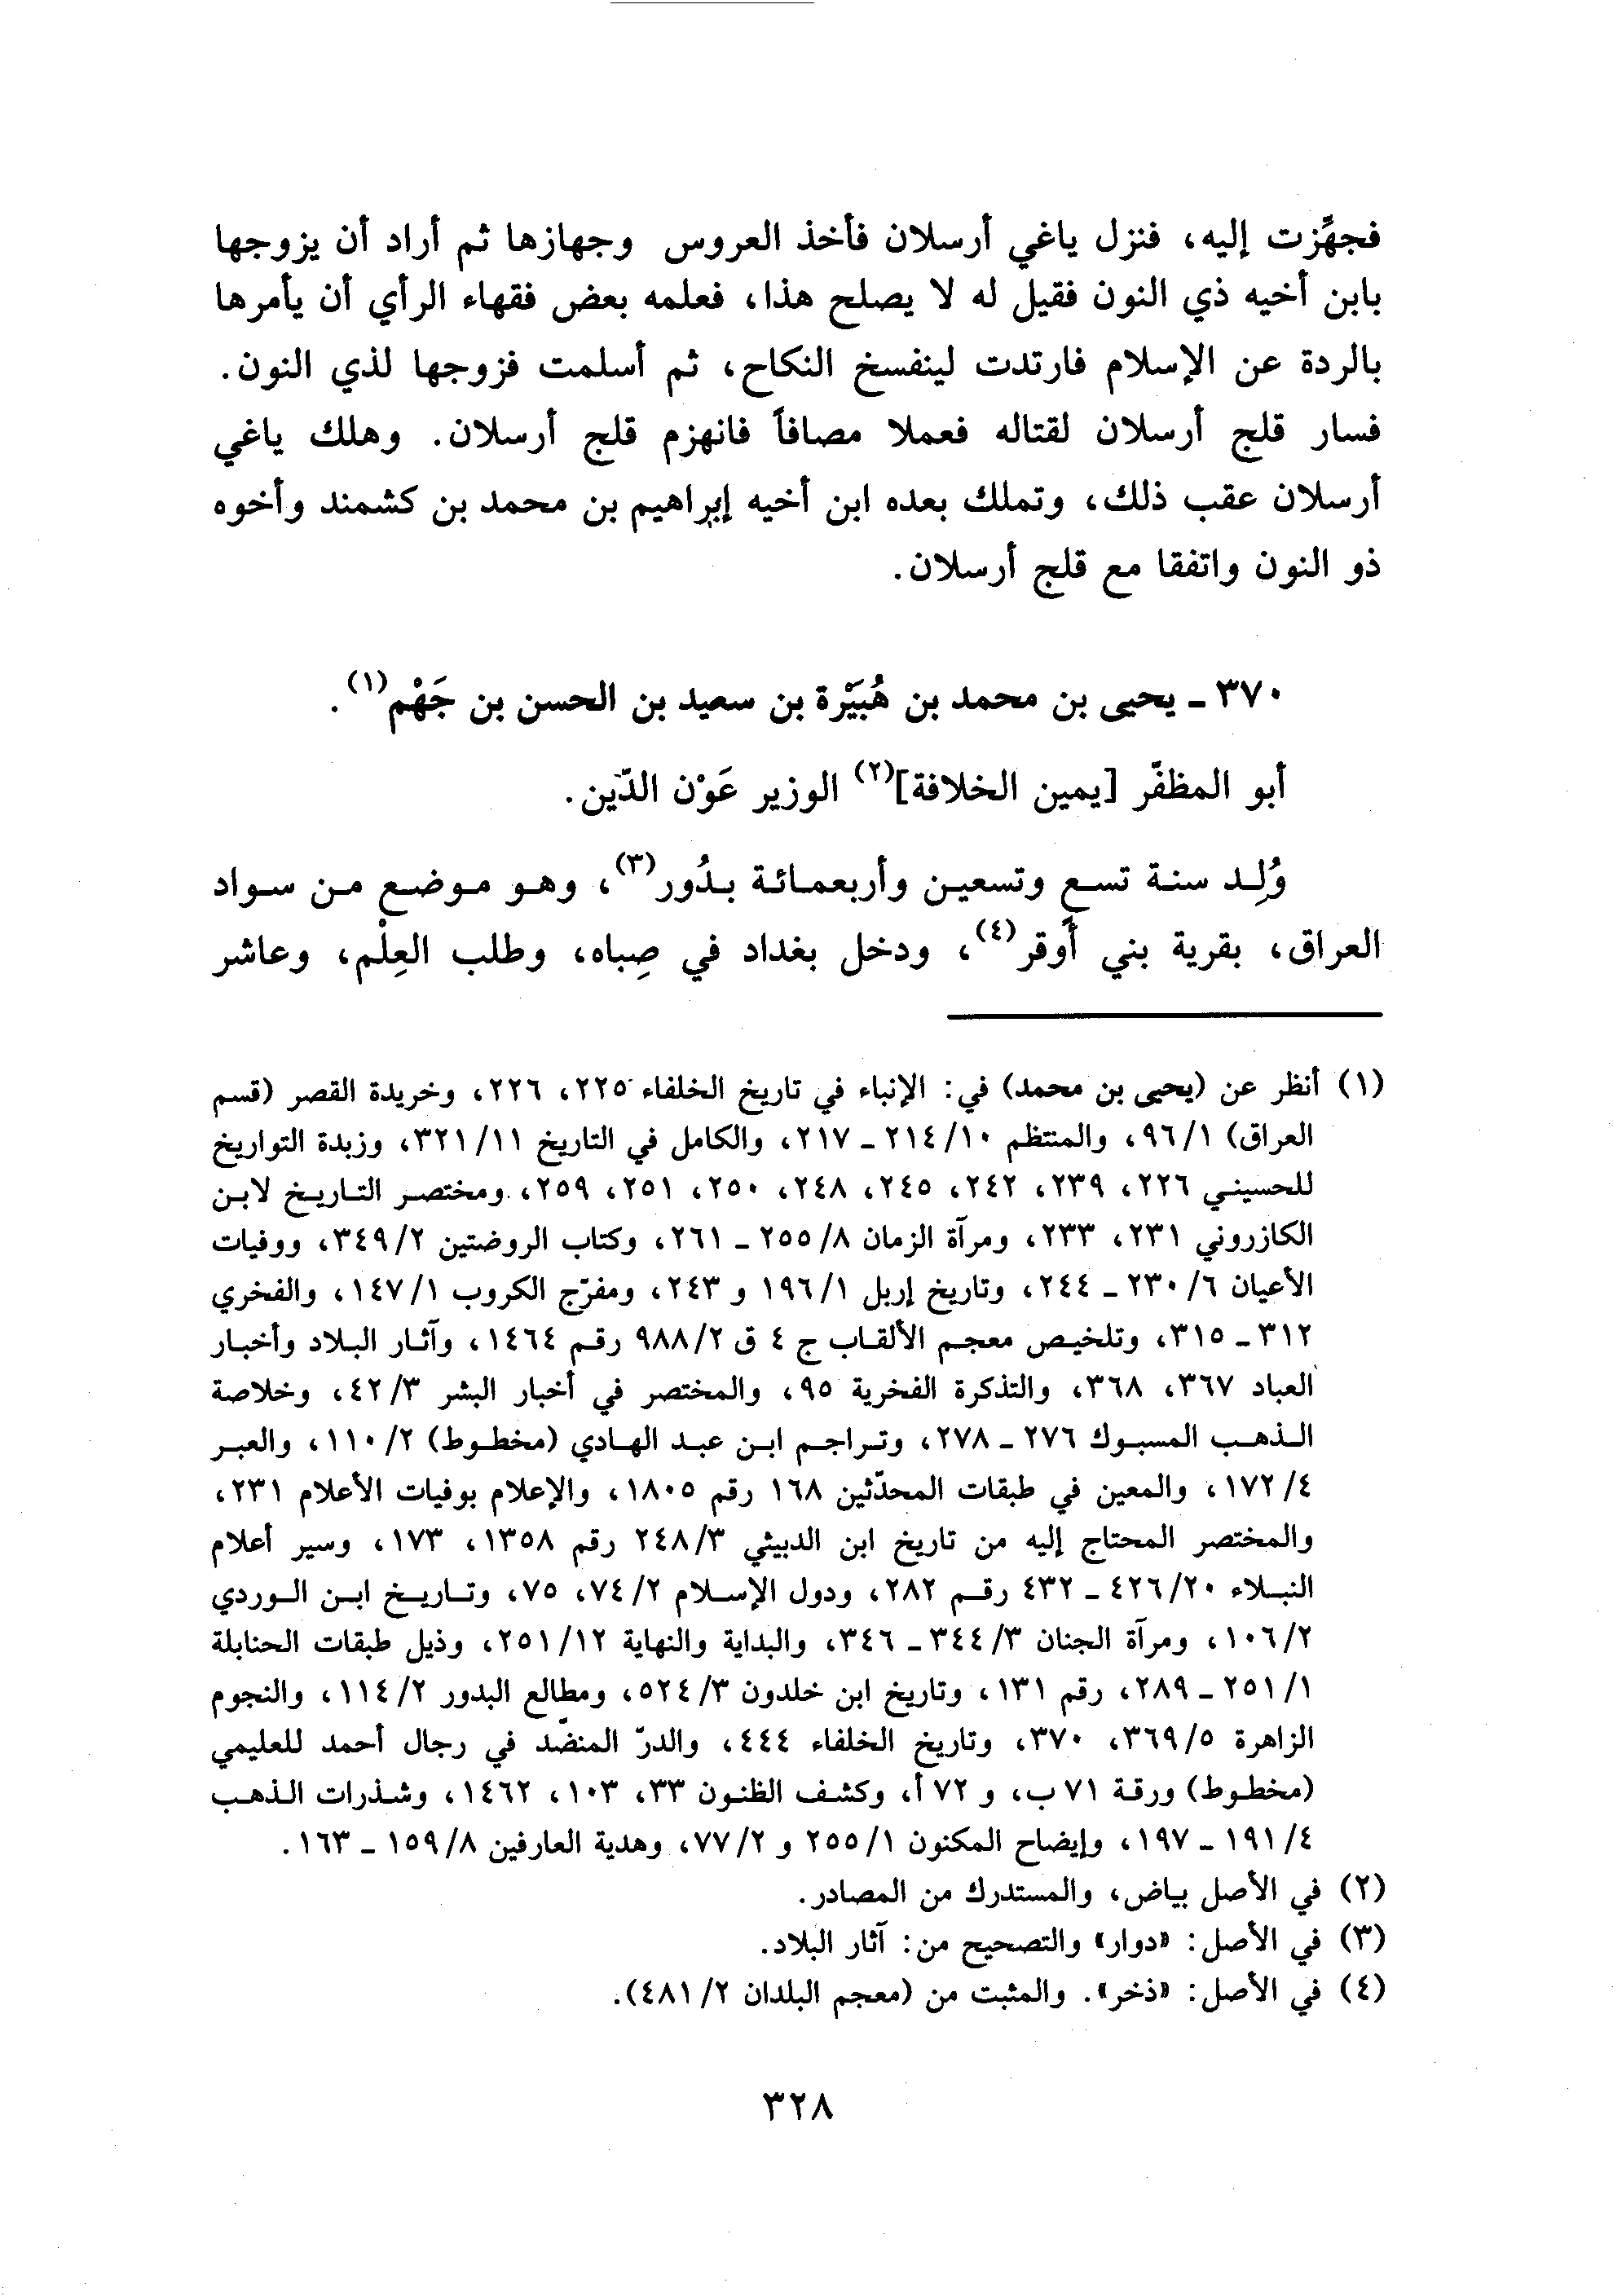 فجهَّزت إليه، فنزل ياغي أرسلان فأخذ العروس وجهازها ثم أراد أن يزوجها
بابن أخيه ذي النون فقيل له لا يصلح هذا، فعلمه بعض فقهاء الرأي أن يأمرها
بالردة عن الإسلام فارتدت لينفسخ النكاح، ثم أسلمت فزوجها لذي النون.
فسار قلج أرسلان لقتاله فعملا مصافاً فانهزم قلج أرسلان. وهلك ياغي
أرسلان عقب ذلك، وتملك بعده ابن أخيه إبراهيم بن محمد بن كشمند وأخوه
ذو النون واتفقا مع قلج أرسلان.
٣٧٠ - يحيى بن محمد بن هُبَيْرة بن سعيد بن الحسن بن جَهْم(١).
أبو المظفّر [يمين الخلافة](٢) الوزير عَوْن الدّين.
وُلِد سنة تسع وتسعين وأربعمائة بدُور(٣)، وهو موضع من سواد
العراق، بقرية بني أوقر(٤)، ودخل بغداد في صِباه، وطلب العِلْم، وعاشر
(١) أنظر عن (يحيى بن محمد) في: الإنباء في تاريخ الخلفاء ٢٢٥، ٢٢٦، وخريدة القصر (قسم
العراق) ٩٦/١، والمنتظم ٢١٤/١٠ - ٢١٧، والكامل في التاريخ ٣٢١/١١، وزبدة التواريخ
للحسيني ٢٢٦، ٢٣٩، ٢٤٢، ٢٤٥، ٢٤٨، ٢٥٠، ٢٥١، ٢٥٩، ومختصر التاريخ لابن
الكازروني ٢٣١، ٢٣٣، ومرآة الزمان ٢٥٥/٨ - ٢٦١، وكتاب الروضتين ٣٤٩/٢، ووفيات
الأعيان ٢٣٠/٦ - ٢٤٤، وتاريخ إربل ١٩٦/١ و ٢٤٣، ومفرّج الكروب ١٤٧/١، والفخري
٣١٢ - ٣١٥، وتلخيص معجم الألقاب ج ٤ ق ٩٨٨/٢ رقم ١٤٦٤، وآثار البلاد وأخبار
العباد ٣٦٧، ٣٦٨، والتذكرة الفخرية ٩٥، والمختصر في أخبار البشر ٤٢/٣، وخلاصة
الذهب المسبوك ٢٧٦ - ٢٧٨، وتراجم ابن عبد الهادي (مخطوط) ١١٠/٢، والعبر
١٧٢/٤، والمعين في طبقات المحدّثين ١٦٨ رقم ١٨٠٥، والإعلام بوفيات الأعلام ٢٣١،
والمختصر المحتاج إليه من تاريخ ابن الدبيثي ٢٤٨/٣ رقم ١٣٥٨، ١٧٣، وسير أعلام
النبلاء ٤٢٦/٢٠ - ٤٣٢ رقم ٢٨٢، ودول الإسلام ٧٤/٢، ٧٥، وتاريخ ابن الوردي
١٠٦/٢، ومرآة الجنان ٣٤٤/٣ - ٣٤٦، والبداية والنهاية ٢٥١/١٢، وذيل طبقات الحنابلة
٢٥١/١ - ٢٨٩، رقم ١٣١، وتاريخ ابن خلدون ٥٢٤/٣، ومطالع البدور ١١٤/٢، والنجوم
الزاهرة ٣٦٩/٥، ٣٧٠، وتاريخ الخلفاء ٤٤٤، والدرّ المنضّد في رجال أحمد للعليمي
(مخطوط) ورقة ٧١ ب، و ٧٢ أ، وكشف الظنون ٣٣، ١٠٣، ١٤٦٢، وشذرات الذهب
١٩١/٤ - ١٩٧، وإيضاح المكنون ٢٥٥/١ و ٧٧/٢، وهدية العارفين ١٥٩/٨ - ١٦٣.
(٢) في الأصل بياض، والمستدرك من المصادر.
(٣) في الأصل: «دوار» والتصحيح من: آثار البلاد.
(٤) في الأصل: «ذخر». والمثبت من (معجم البلدان ٤٨١/٢).
٣٢٨